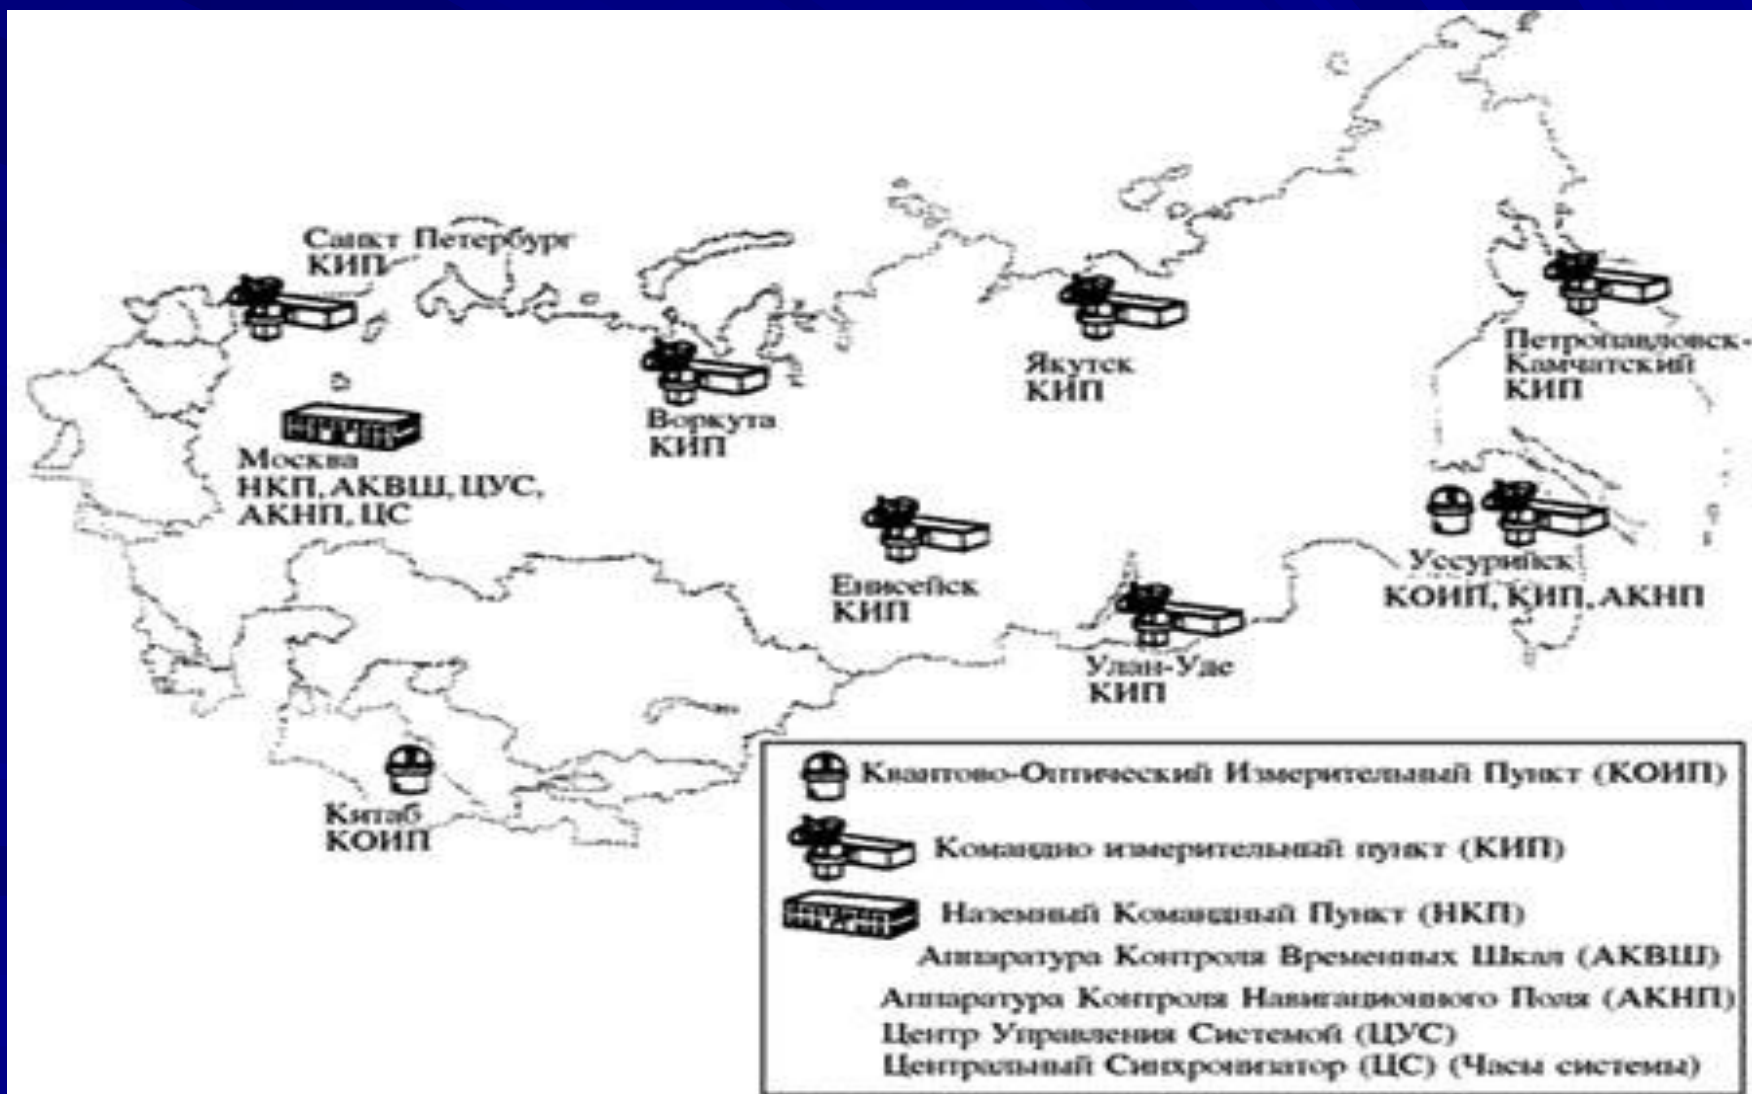 Санкт Петербург
КИП
Москва
НКП, АКВШ, ЦУС,
АКНП, ЦС
Воркута
КИП
Якутск
КИП
Петропавловск-
Камчатский
КИП
Енисейск
КИП
Улан-Уде
КИП
Уссурийск
КОИП, КИП, АКНП
Китаб
КОИП
Квантово-Оптический Измерительный Пункт (КОИП)
Командно измерительный пункт (КИП)
Наземный Командный Пункт (НКП)
Аппаратура Контроля Временных Шкал (АКВШ)
Аппаратура Контроля Навигационного Поля (АКНП)
Центр Управления Системой (ЦУС)
Центральный Синхронизатор (ЦС) (Часы системы)